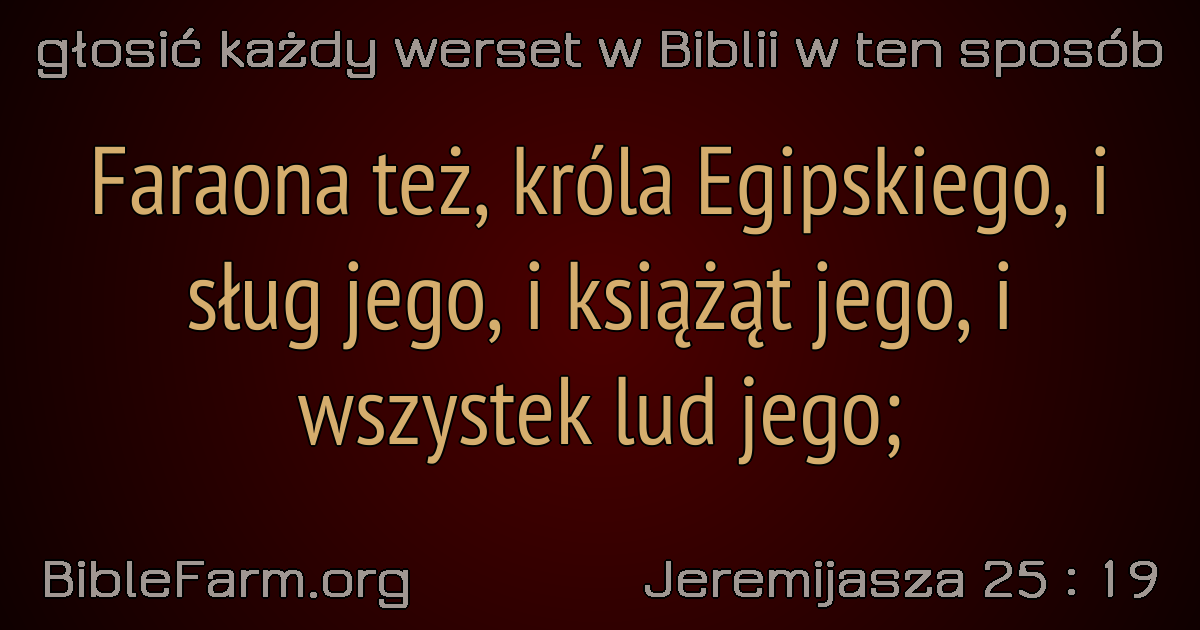 głosić każdy werset w Biblii w ten sposób
Faraona też, króla Egipskiego, i
sług jego, i książąt jego, i
wszystek lud jego;
BibleFarm.org
Jeremijasza 25 : 19